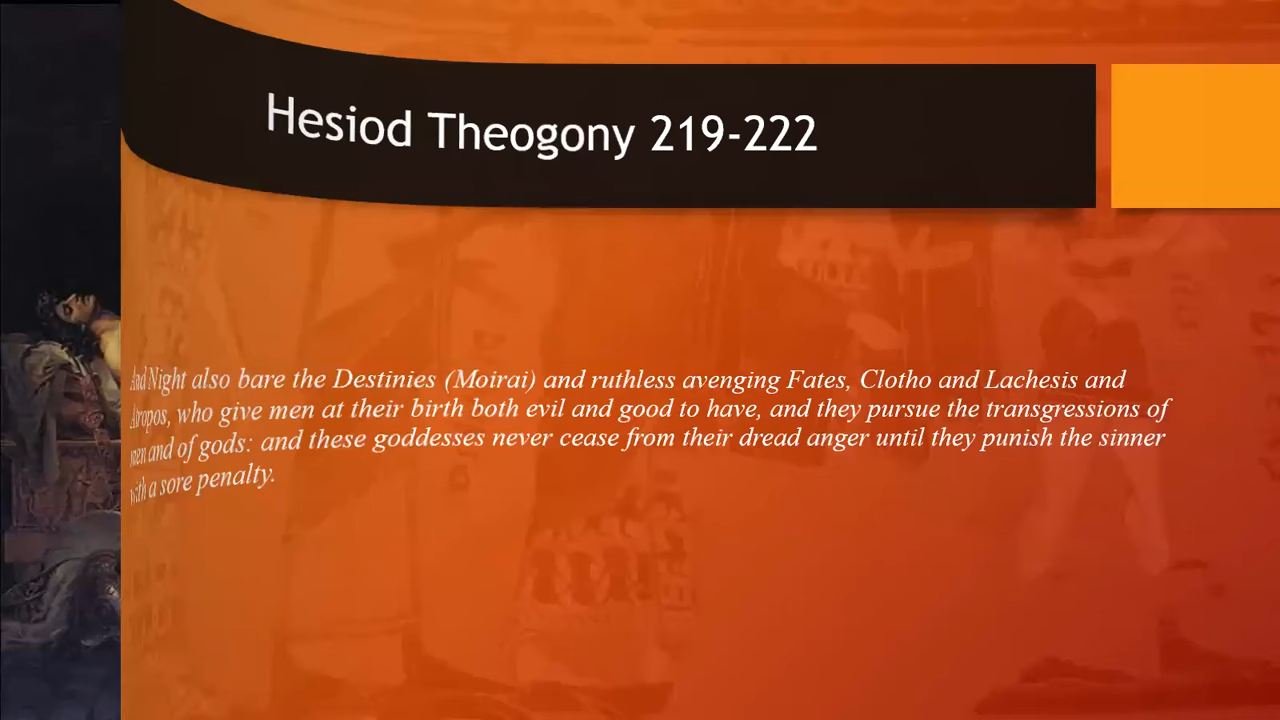 Hesiod Theogony 219-222
And Night also bare the Destinies (Moirai) and ruthless avenging Fates, Clotho and Lachesis and
Atropos, who give men at their birth both evil and good to have, and they pursue the transgressions of
men and of gods: and these goddesses never cease from their dread anger until they punish the sinner
with a sore penalty.